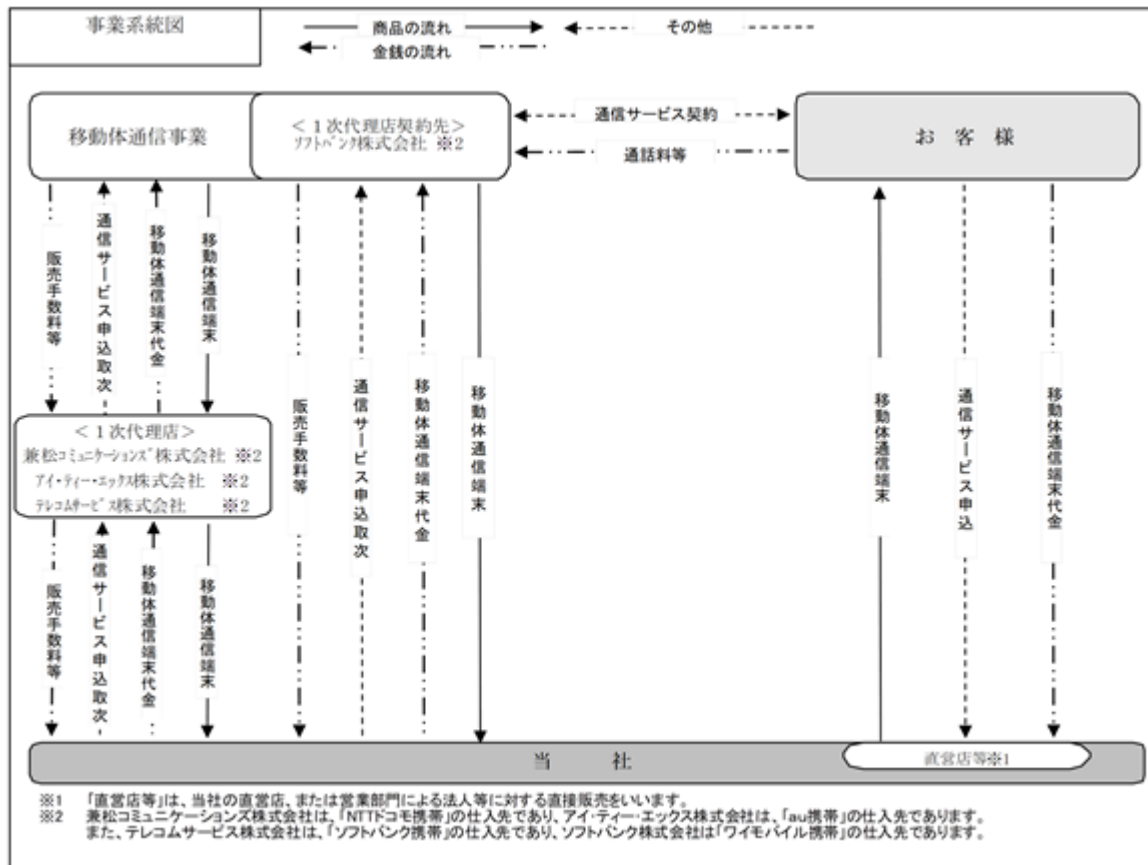 事業系統図
商品の流れ
その他
金銭の流れ
移動体通信事業
<1次代理店契約先>
ソフトバンク株式会社 ※2
通信サービス契約
通話料等
お 客 様
販売手数料等
通信サービス申込取次
移動体通信端末代金
移動体通信端末
<1次代理店>
兼松コミュニケーションズ株式会社 ※2
アイ・ティー・エックス株式会社 ※2
テレコムサービス株式会社 ※2
販売手数料等
通信サービス申込取次
移動体通信端末代金
移動体通信端末
販売手数料等
通信サービス申込取次
移動体通信端末代金
移動体通信端末
移動体通信端末
通信サービス申込
移動体通信端末代金
当 社
直営店等※1
※1 「直営店等」は、当社の直営店、または営業部門による法人等に対する直接販売をいいます。
※2 兼松コミュニケーションズ株式会社は、「NTTドコモ携帯」の仕入先であり、アイ・ティー・エックス株式会社は、「au携帯」の仕入先であります。
また、テレコムサービス株式会社は、「ソフトバンク携帯」の仕入先であり、ソフトバンク株式会社は「ワイモバイル携帯」の仕入先であります。